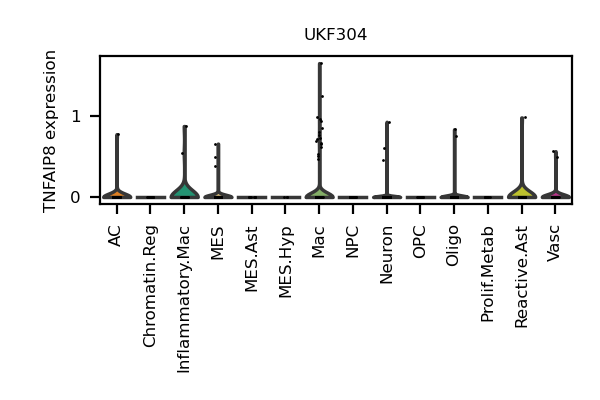 UKF304
TNFAIP8 expression
1
0
AC
Chromatin.Reg
Inflammatory.Mac
MES
MES.Ast
MES.Hyp
Mac
NPC
Neuron
OPC
Oligo
Prolif.Metab
Reactive.Ast
Vasc